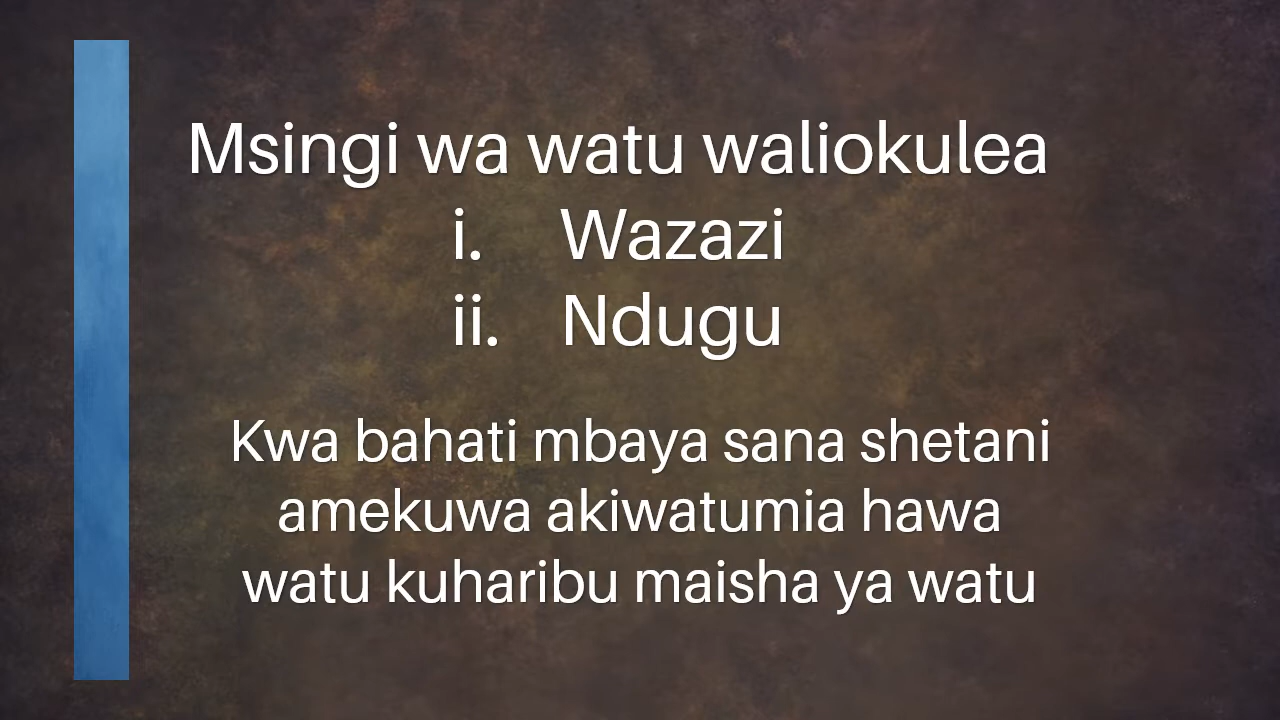 Msingi wa watu waliokulea
i. Wazazi
ii. Ndugu
Kwa bahati mbaya sana shetani
amekuwa akiwatumia hawa
watu kuharibu maisha ya watu